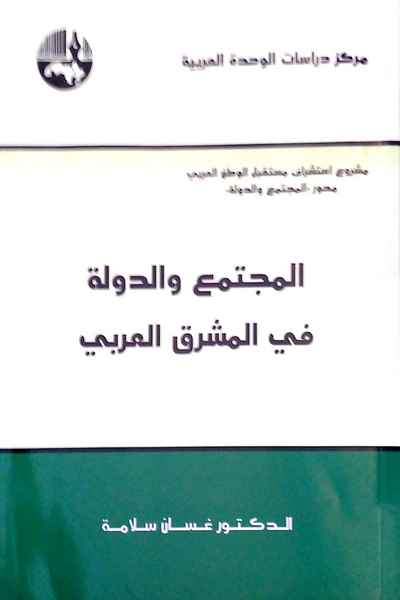 مركز دراسات الوحدة العربية
مشروع استشراف مستقبل الوطن العربي
محور «المجتمع والدولة»
المجتمع والدولة
في المشرق العربي
الدكتور غسان سلامة